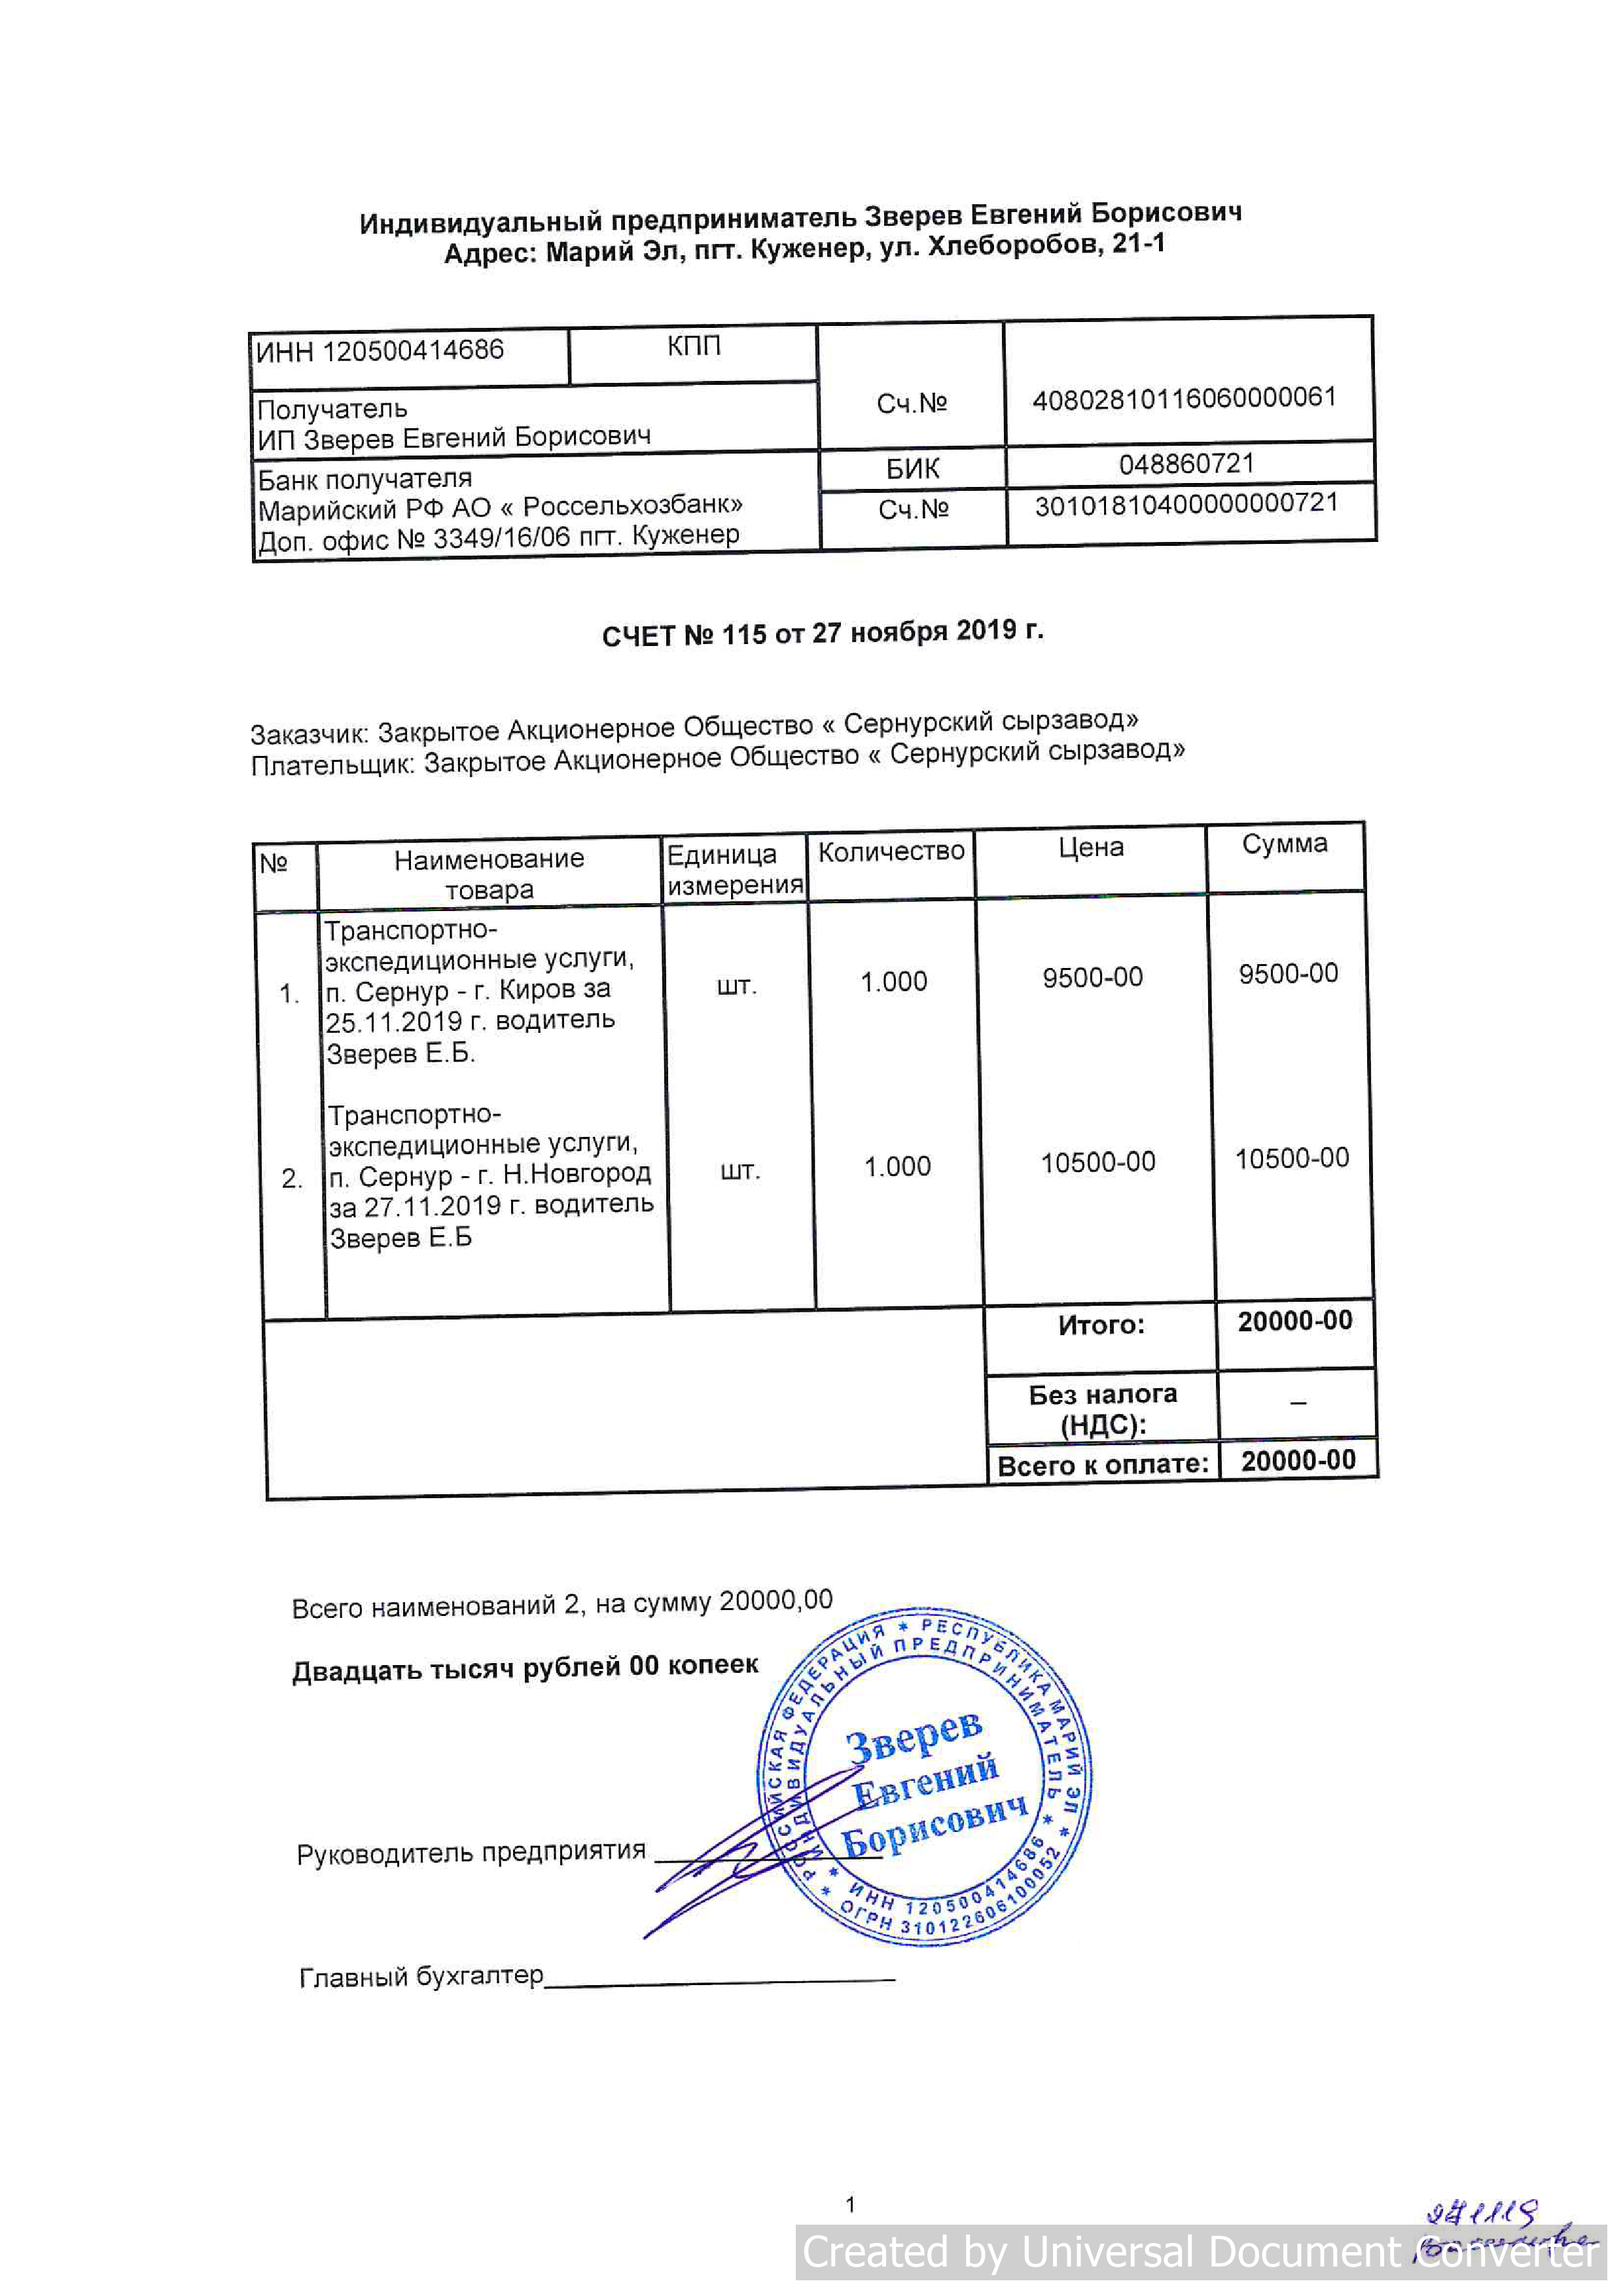 Индивидуальный предприниматель Зверев Евгений Борисович
Адрес: Марий Эл, пгт. Куженер, ул. Хлеборобов, 21-1
ИНН 120500414686
КПП
Получатель
ИП Зверев Евгений Борисович
Сч.№
40802810116060000061
Банк получателя
Марийский РФ АО « Россельхозбанк»
Доп. офис № 3349/16/06 пгт. Куженер
БИК
048860721
Сч.№
30101810400000000721
СЧЕТ № 115 от 27 ноября 2019 г.
Заказчик: Закрытое Акционерное Общество « Сернурский сырзавод»
Плательщик: Закрытое Акционерное Общество « Сернурский сырзавод»
№
Наименование
товара
Единица
измерения
Количество
Цена
Сумма
1.
Транспортно-
экспедиционные услуги,
п. Сернур - г. Киров за
25.11.2019 г. водитель
Зверев Е.Б.
шт.
1.000
9500-00
9500-00
2.
Транспортно-
экспедиционные услуги,
п. Сернур - г. Н.Новгород
за 27.11.2019 г. водитель
Зверев Е.Б
шт.
1.000
10500-00
10500-00
Итого:
20000-00
Без налога
(НДС):
–
Всего к оплате:
20000-00
Всего наименований 2, на сумму 20000,00
Двадцать тысяч рублей 00 копеек
* РОССИЙСКАЯ ФЕДЕРАЦИЯ * РЕСПУБЛИКА МАРИЙ ЭЛ *
ИНДИВИДУАЛЬНЫЙ ПРЕДПРИНИМАТЕЛЬ
Зверев
Евгений
Борисович
* ИНН 120500414686 *
ОГРН 310122606100052
Руководитель предприятия
Главный бухгалтер
1
271119
Created by Universal Document Converter